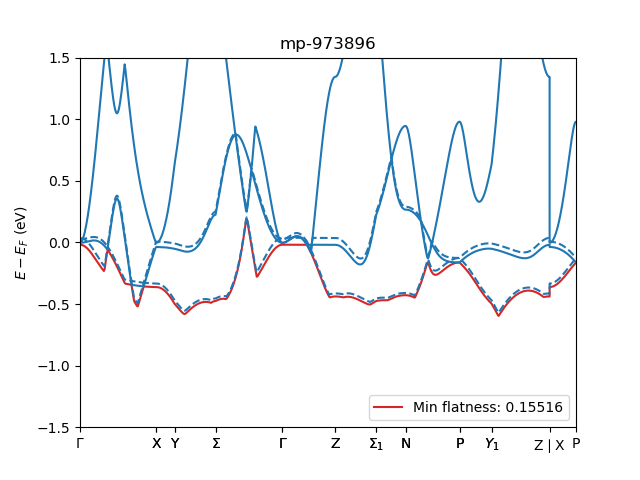 mp-973896
1.5
1.0
0.5
0.0
−0.5
−1.0
−1.5
E − E_F (eV)
Min flatness: 0.15516
Γ X Y Σ Γ Z Σ₁ N P Y₁ Z | X P